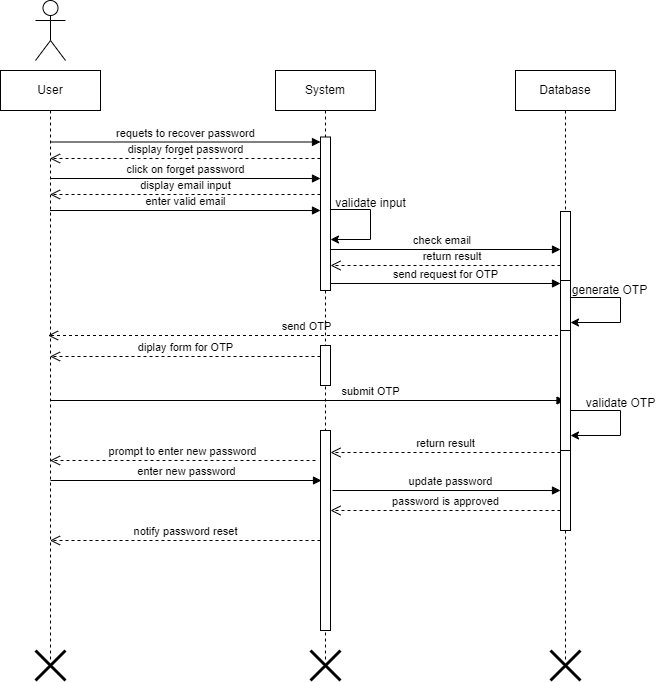 User
System
Database
requets to recover password
display forget password
click on forget password
display email input
enter valid email
validate input
check email
return result
send request for OTP
generate OTP
send OTP
diplay form for OTP
submit OTP
validate OTP
return result
prompt to enter new password
enter new password
update password
password is approved
notify password reset